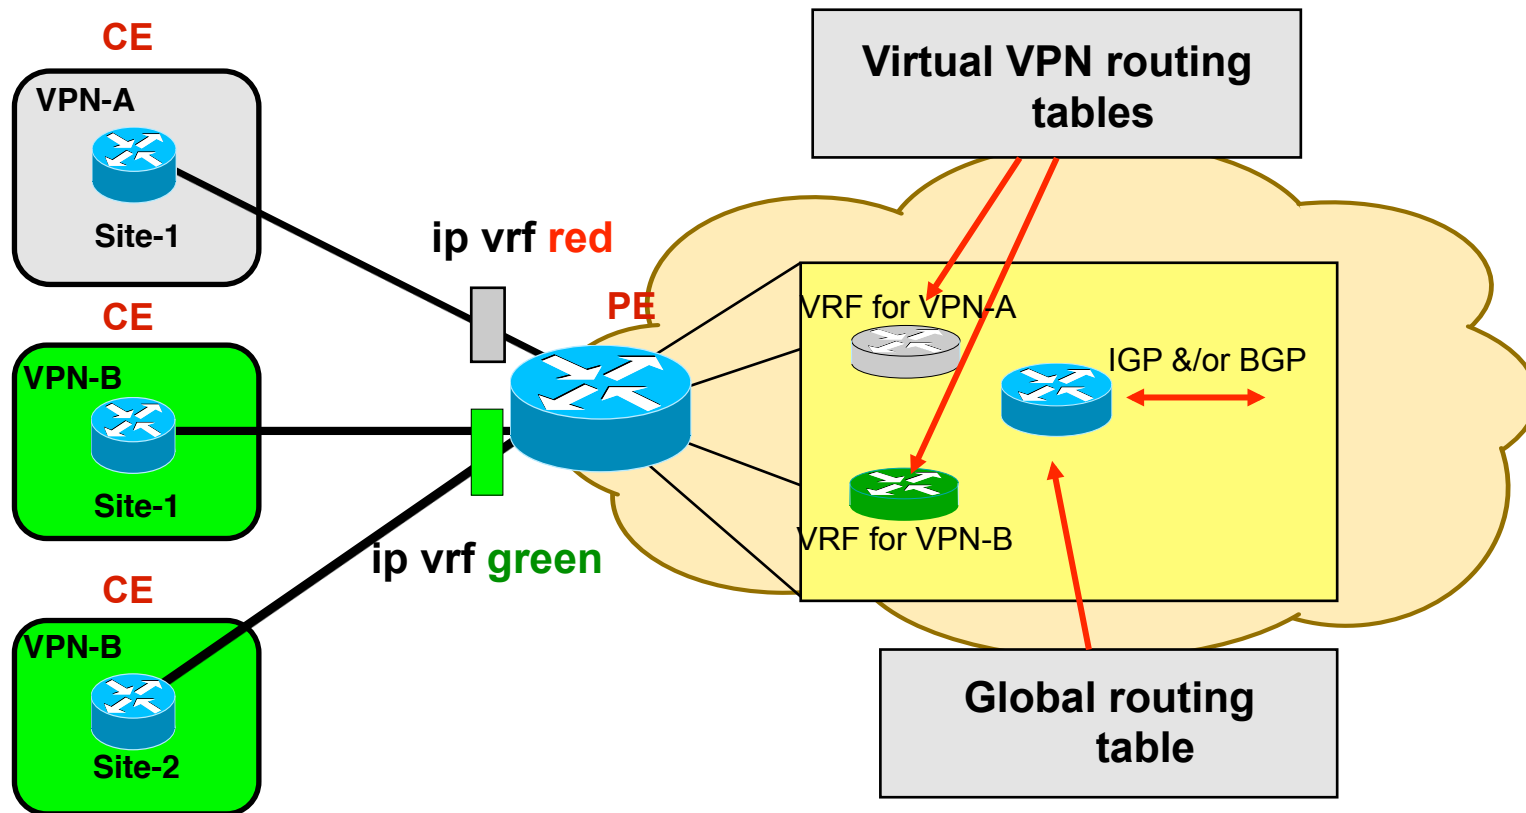 CE
VPN-A
Site-1
CE
VPN-B
Site-1
CE
VPN-B
Site-2
ip vrf red
ip vrf green
PE
Virtual VPN routing
tables
VRF for VPN-A
IGP &/or BGP
VRF for VPN-B
Global routing
table